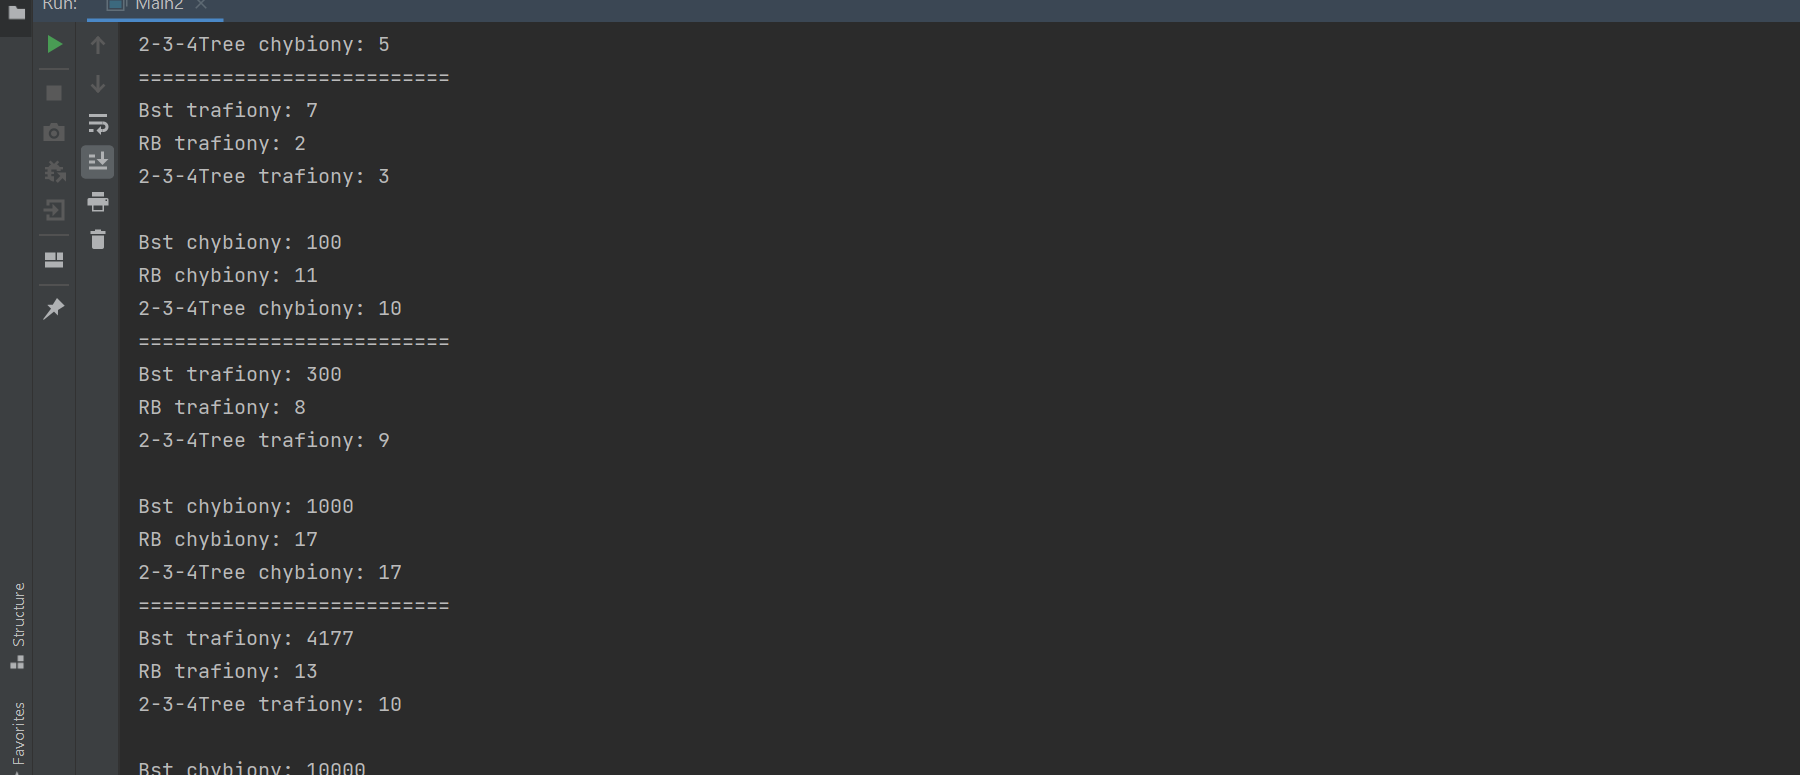 Run:
Main2
2-3-4Tree chybiony: 5
==========================
Bst trafiony: 7
RB trafiony: 2
2-3-4Tree trafiony: 3
Bst chybiony: 100
RB chybiony: 11
2-3-4Tree chybiony: 10
==========================
Bst trafiony: 300
RB trafiony: 8
2-3-4Tree trafiony: 9
Bst chybiony: 1000
RB chybiony: 17
2-3-4Tree chybiony: 17
==========================
Bst trafiony: 4177
RB trafiony: 13
2-3-4Tree trafiony: 10
Bst chybiony: 10000
Structure
Favorites